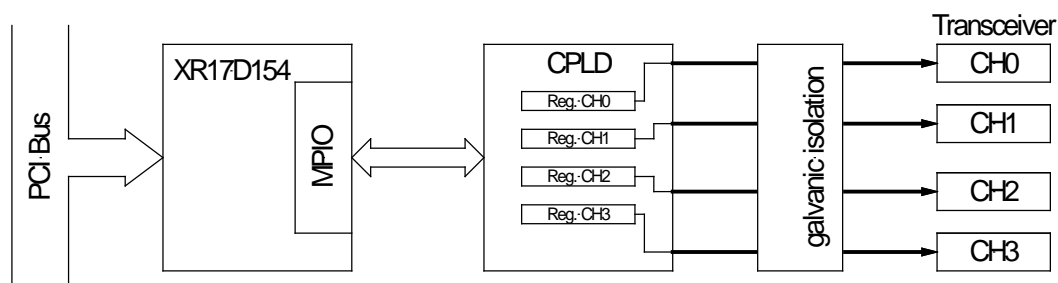 PCI-Bus
XR17D154
MPIO
CPLD
Reg.-CH0
Reg.-CH1
Reg.-CH2
Reg.-CH3
galvanic isolation
Transceiver
CH0
CH1
CH2
CH3